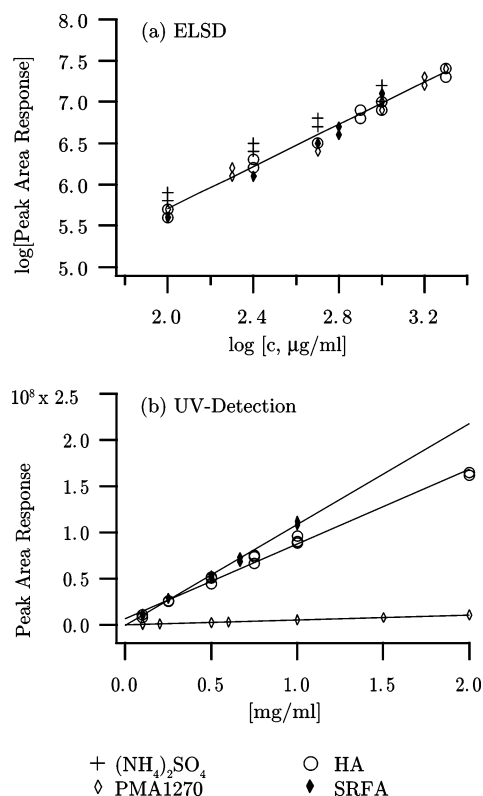 (a) ELSD
8.0
7.5
7.0
6.5
6.0
5.5
5.0
log[Peak Area Response]
2.0 2.4 2.8 3.2
log [c, μg/ml]
(b) UV-Detection
10⁸ x 2.5
2.0
1.5
1.0
0.5
0.0
Peak Area Response
0.0 0.5 1.0 1.5 2.0
[mg/ml]
(NH₄)₂SO₄ HA
PMA1270 SRFA